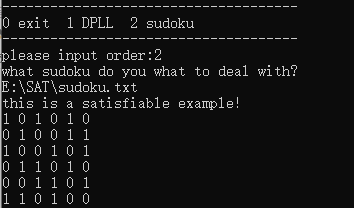 ----------------------------------
0 exit  1 DPLL  2 sudoku
----------------------------------
please input order:2
what sudoku do you what to deal with?
E:\SAT\sudoku.txt
this is a satisfiable example!
1 0 1 0 1 0
0 1 0 0 1 1
1 0 0 1 0 1
0 1 1 0 1 0
0 0 1 1 0 1
1 1 0 1 0 0